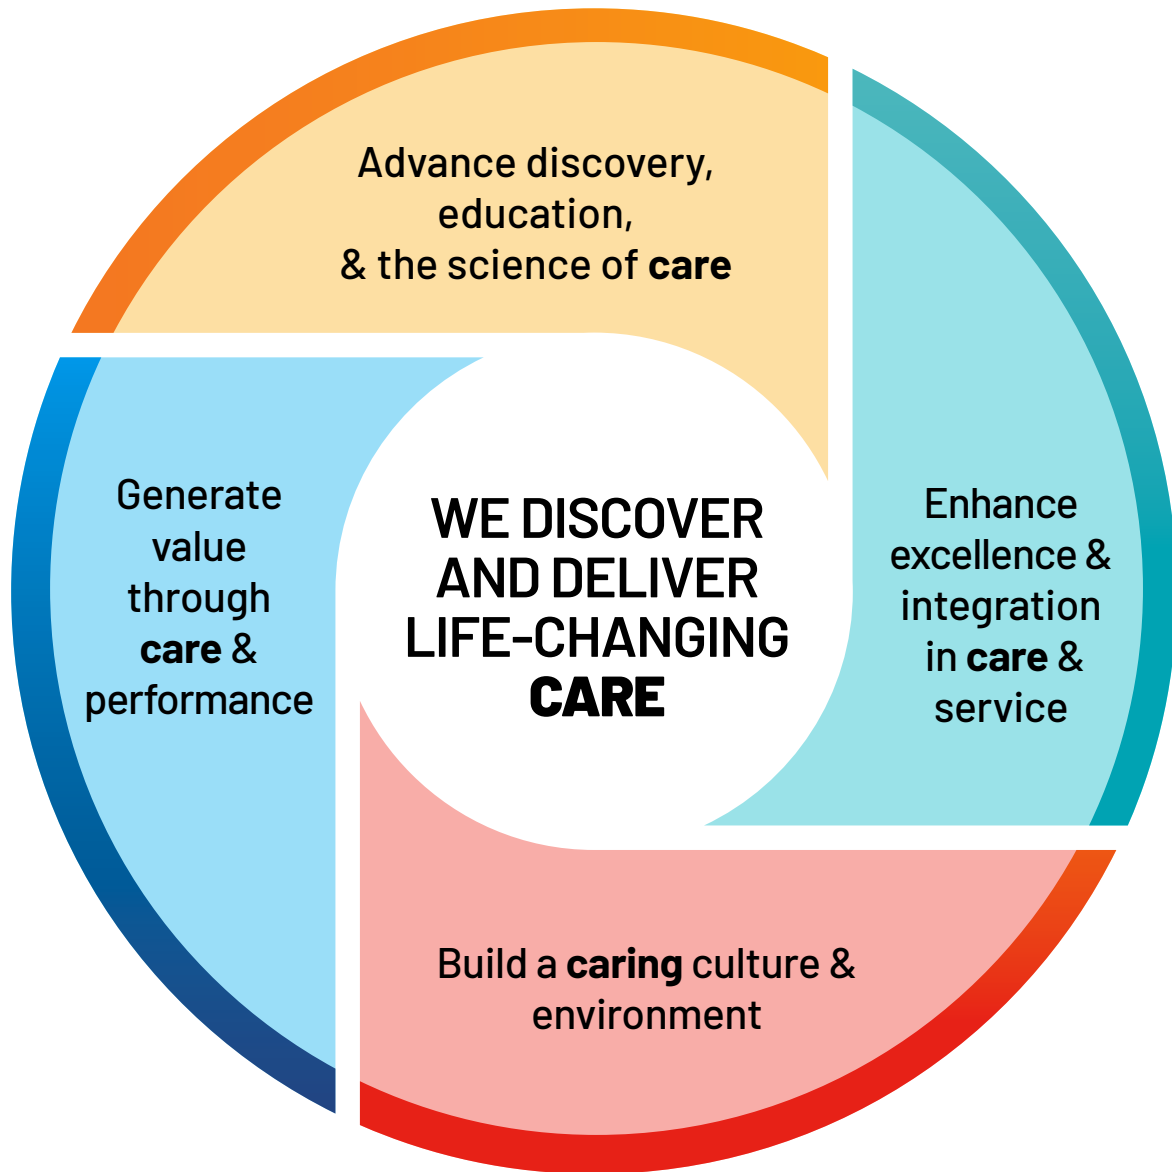 Advance discovery,
education,
& the science of care
Generate
value
through
care &
performance
WE DISCOVER
AND DELIVER
LIFE-CHANGING
CARE
Enhance
excellence &
integration
in care &
service
Build a caring culture &
environment